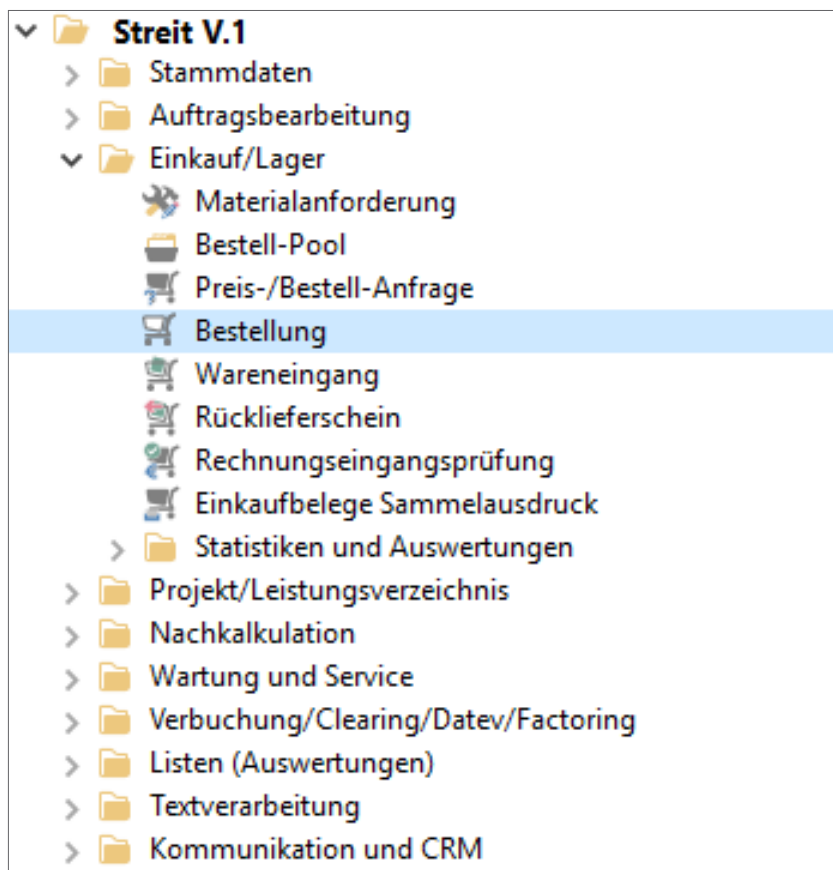 Streit V.1
Stammdaten
Auftragsbearbeitung
Einkauf/Lager
Materialanforderung
Bestell-Pool
Preis-/Bestell-Anfrage
Bestellung
Wareneingang
Rücklieferschein
Rechnungseingangsprüfung
Einkaufbelege Sammelausdruck
Statistiken und Auswertungen
Projekt/Leistungsverzeichnis
Nachkalkulation
Wartung und Service
Verbuchung/Clearing/Datev/Factoring
Listen (Auswertungen)
Textverarbeitung
Kommunikation und CRM